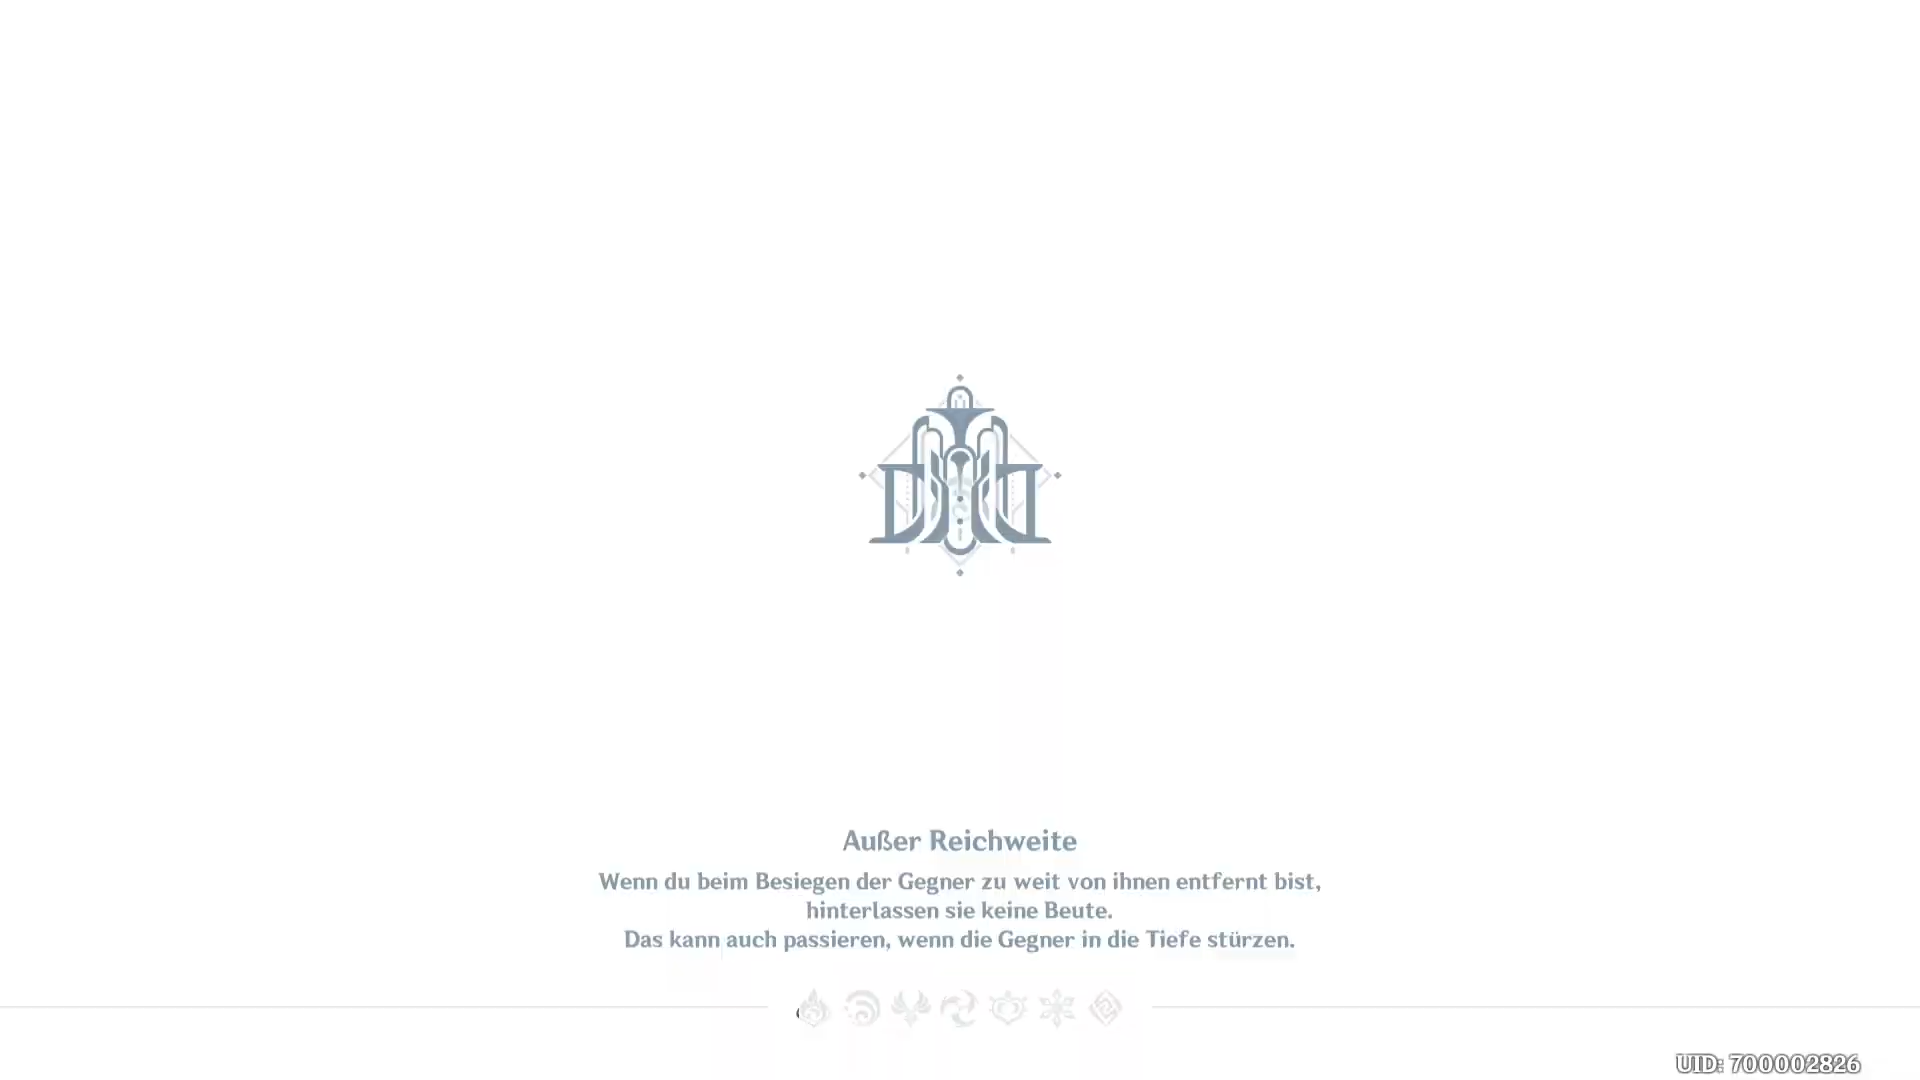 Außer Reichweite
Wenn du beim Besiegen der Gegner zu weit von ihnen entfernt bist,
hinterlassen sie keine Beute.
Das kann auch passieren, wenn die Gegner in die Tiefe stürzen.
UID: 700002826